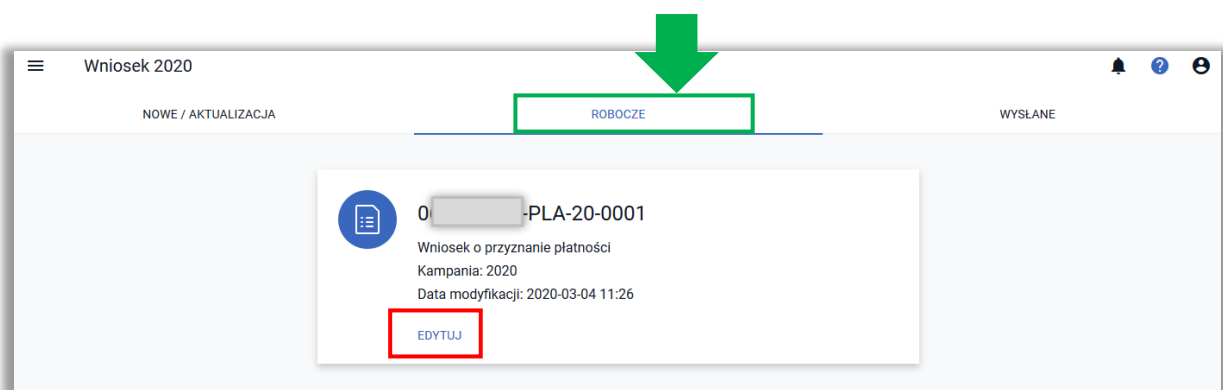 Wniosek 2020
NOWE / AKTUALIZACJA
ROBOCZE
WYSŁANE
0 -PLA-20-0001
Wniosek o przyznanie płatności
Kampania: 2020
Data modyfikacji: 2020-03-04 11:26
EDYTUJ